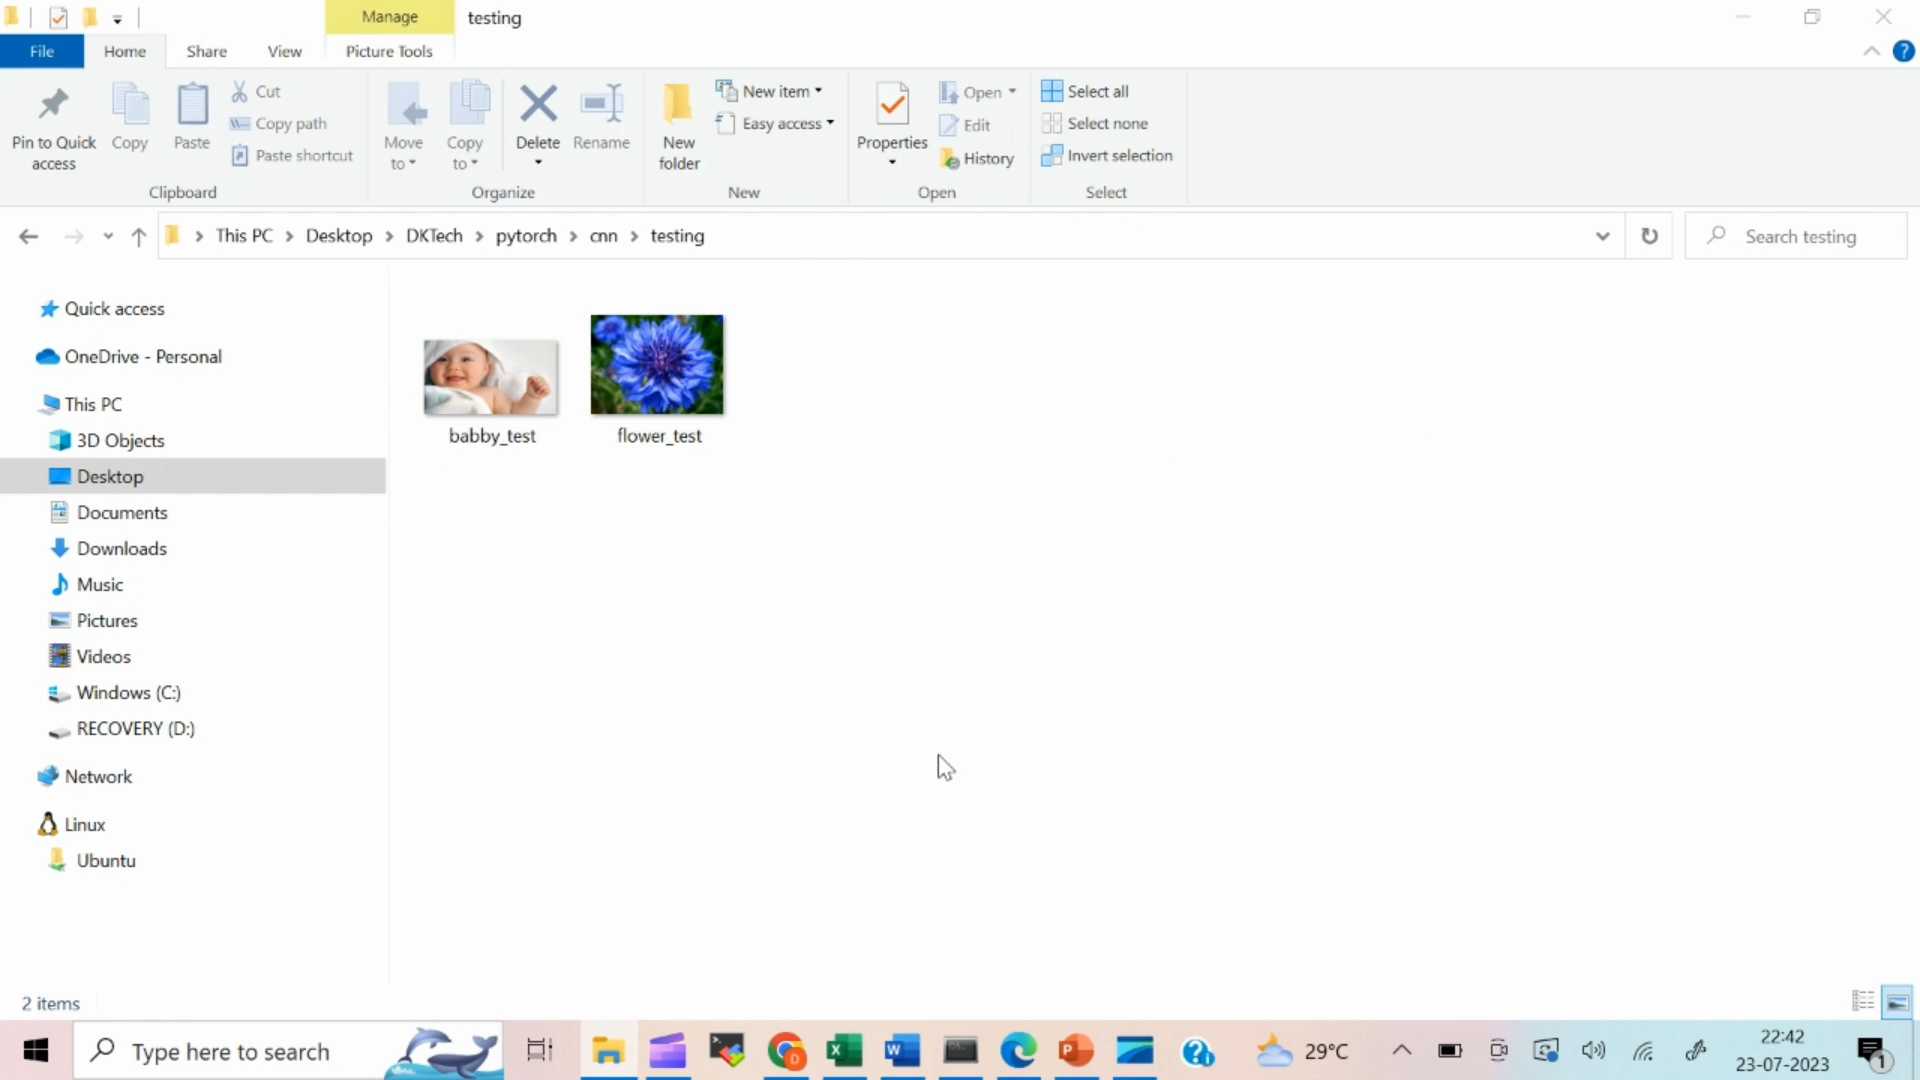 Manage
testing
File
Home
Share
View
Picture Tools
Pin to Quick
access
Copy
Paste
Cut
Copy path
Paste shortcut
Clipboard
Move
to
Copy
to
Delete
Rename
Organize
New
folder
New item
Easy access
New
Properties
Open
Edit
History
Open
Select all
Select none
Invert selection
Select
This PC
Desktop
DKTech
pytorch
cnn
testing
Search testing
Quick access
OneDrive - Personal
This PC
3D Objects
Desktop
Documents
Downloads
Music
Pictures
Videos
Windows (C:)
RECOVERY (D:)
Network
Linux
Ubuntu
babby_test
flower_test
2 items
Type here to search
29°C
22:42
23-07-2023
1